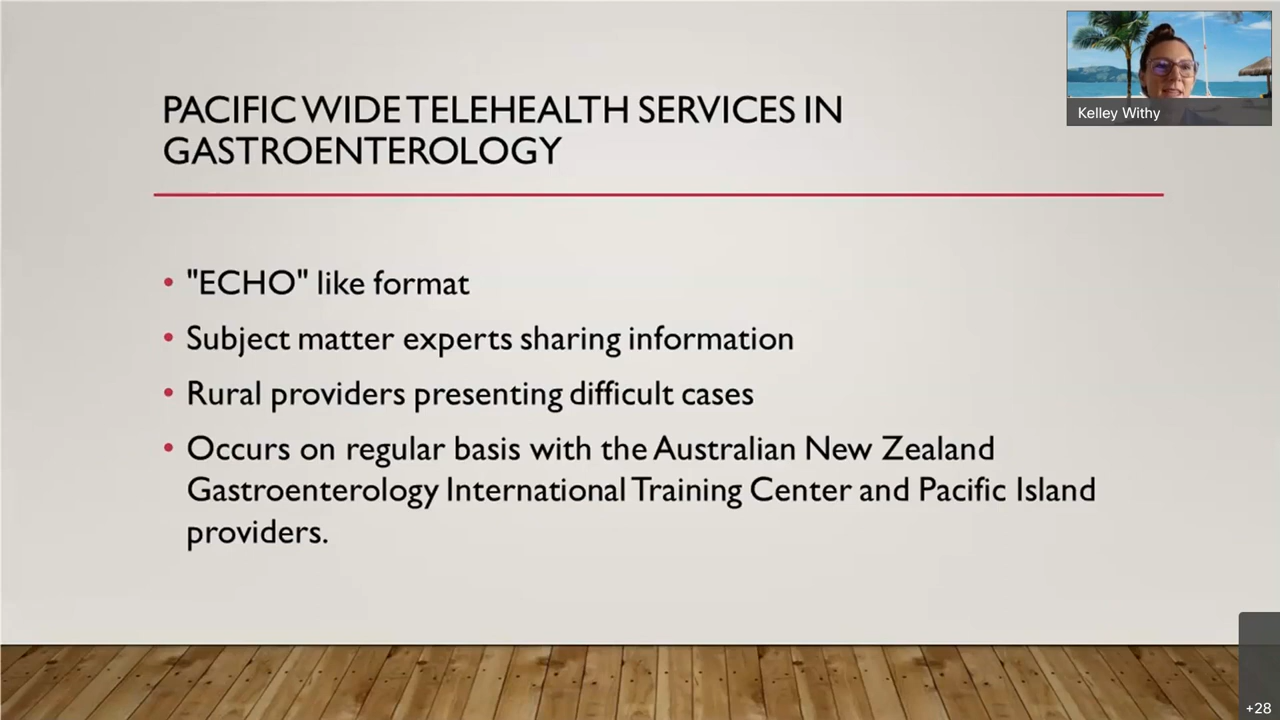 PACIFIC WIDE TELEHEALTH SERVICES IN
GASTROENTEROLOGY
Kelley Withy
• "ECHO" like format
• Subject matter experts sharing information
• Rural providers presenting difficult cases
• Occurs on regular basis with the Australian New Zealand
Gastroenterology International Training Center and Pacific Island
providers.
+28